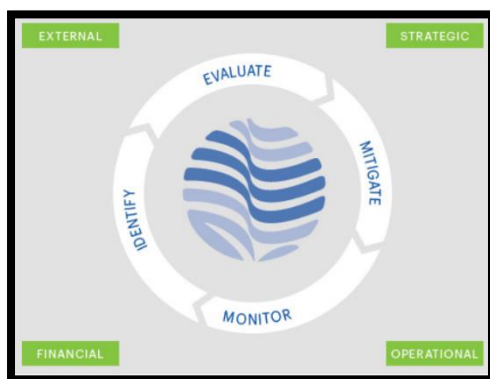 EXTERNAL
STRATEGIC
EVALUATE
MITIGATE
IDENTIFY
MONITOR
FINANCIAL
OPERATIONAL